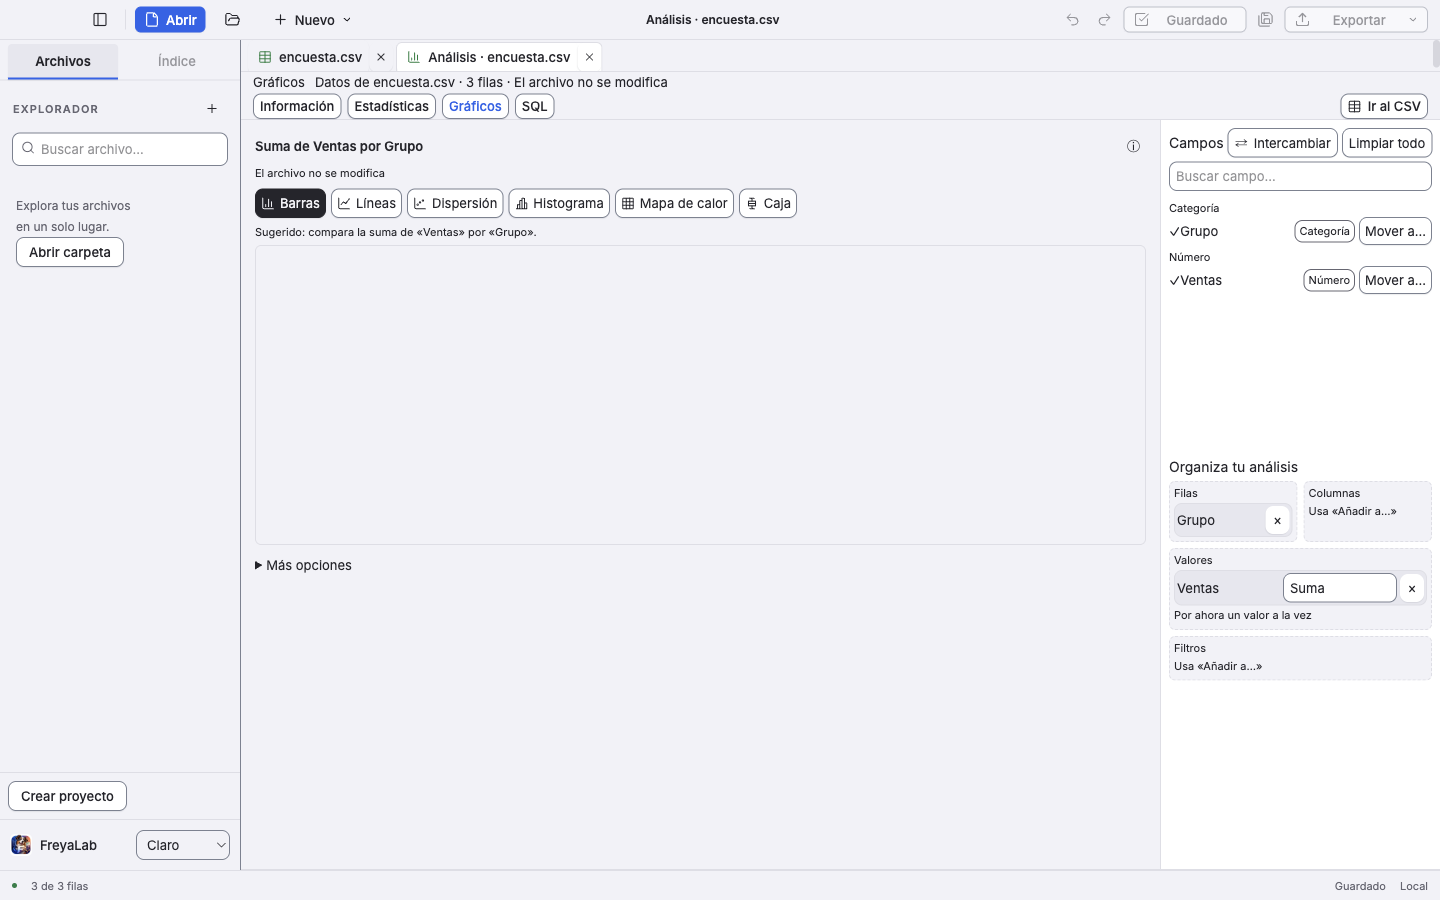 Abrir
Nuevo
Análisis · encuesta.csv
Guardado
Exportar
Archivos
Índice
encuesta.csv
Análisis · encuesta.csv
EXPLORADOR
Buscar archivo...
Explora tus archivos
en un solo lugar.
Abrir carpeta
Crear proyecto
FreyaLab
Claro
Gráficos Datos de encuesta.csv · 3 filas · El archivo no se modifica
Información
Estadísticas
Gráficos
SQL
Ir al CSV
Suma de Ventas por Grupo
El archivo no se modifica
Barras
Líneas
Dispersión
Histograma
Mapa de calor
Caja
Sugerido: compara la suma de «Ventas» por «Grupo».
Más opciones
Campos
Intercambiar
Limpiar todo
Buscar campo...
Categoría
Grupo
Categoría
Mover a...
Número
Ventas
Número
Mover a...
Organiza tu análisis
Filas
Grupo
Columnas
Usa «Añadir a...»
Valores
Ventas
Suma
Por ahora un valor a la vez
Filtros
Usa «Añadir a...»
3 de 3 filas
Guardado
Local